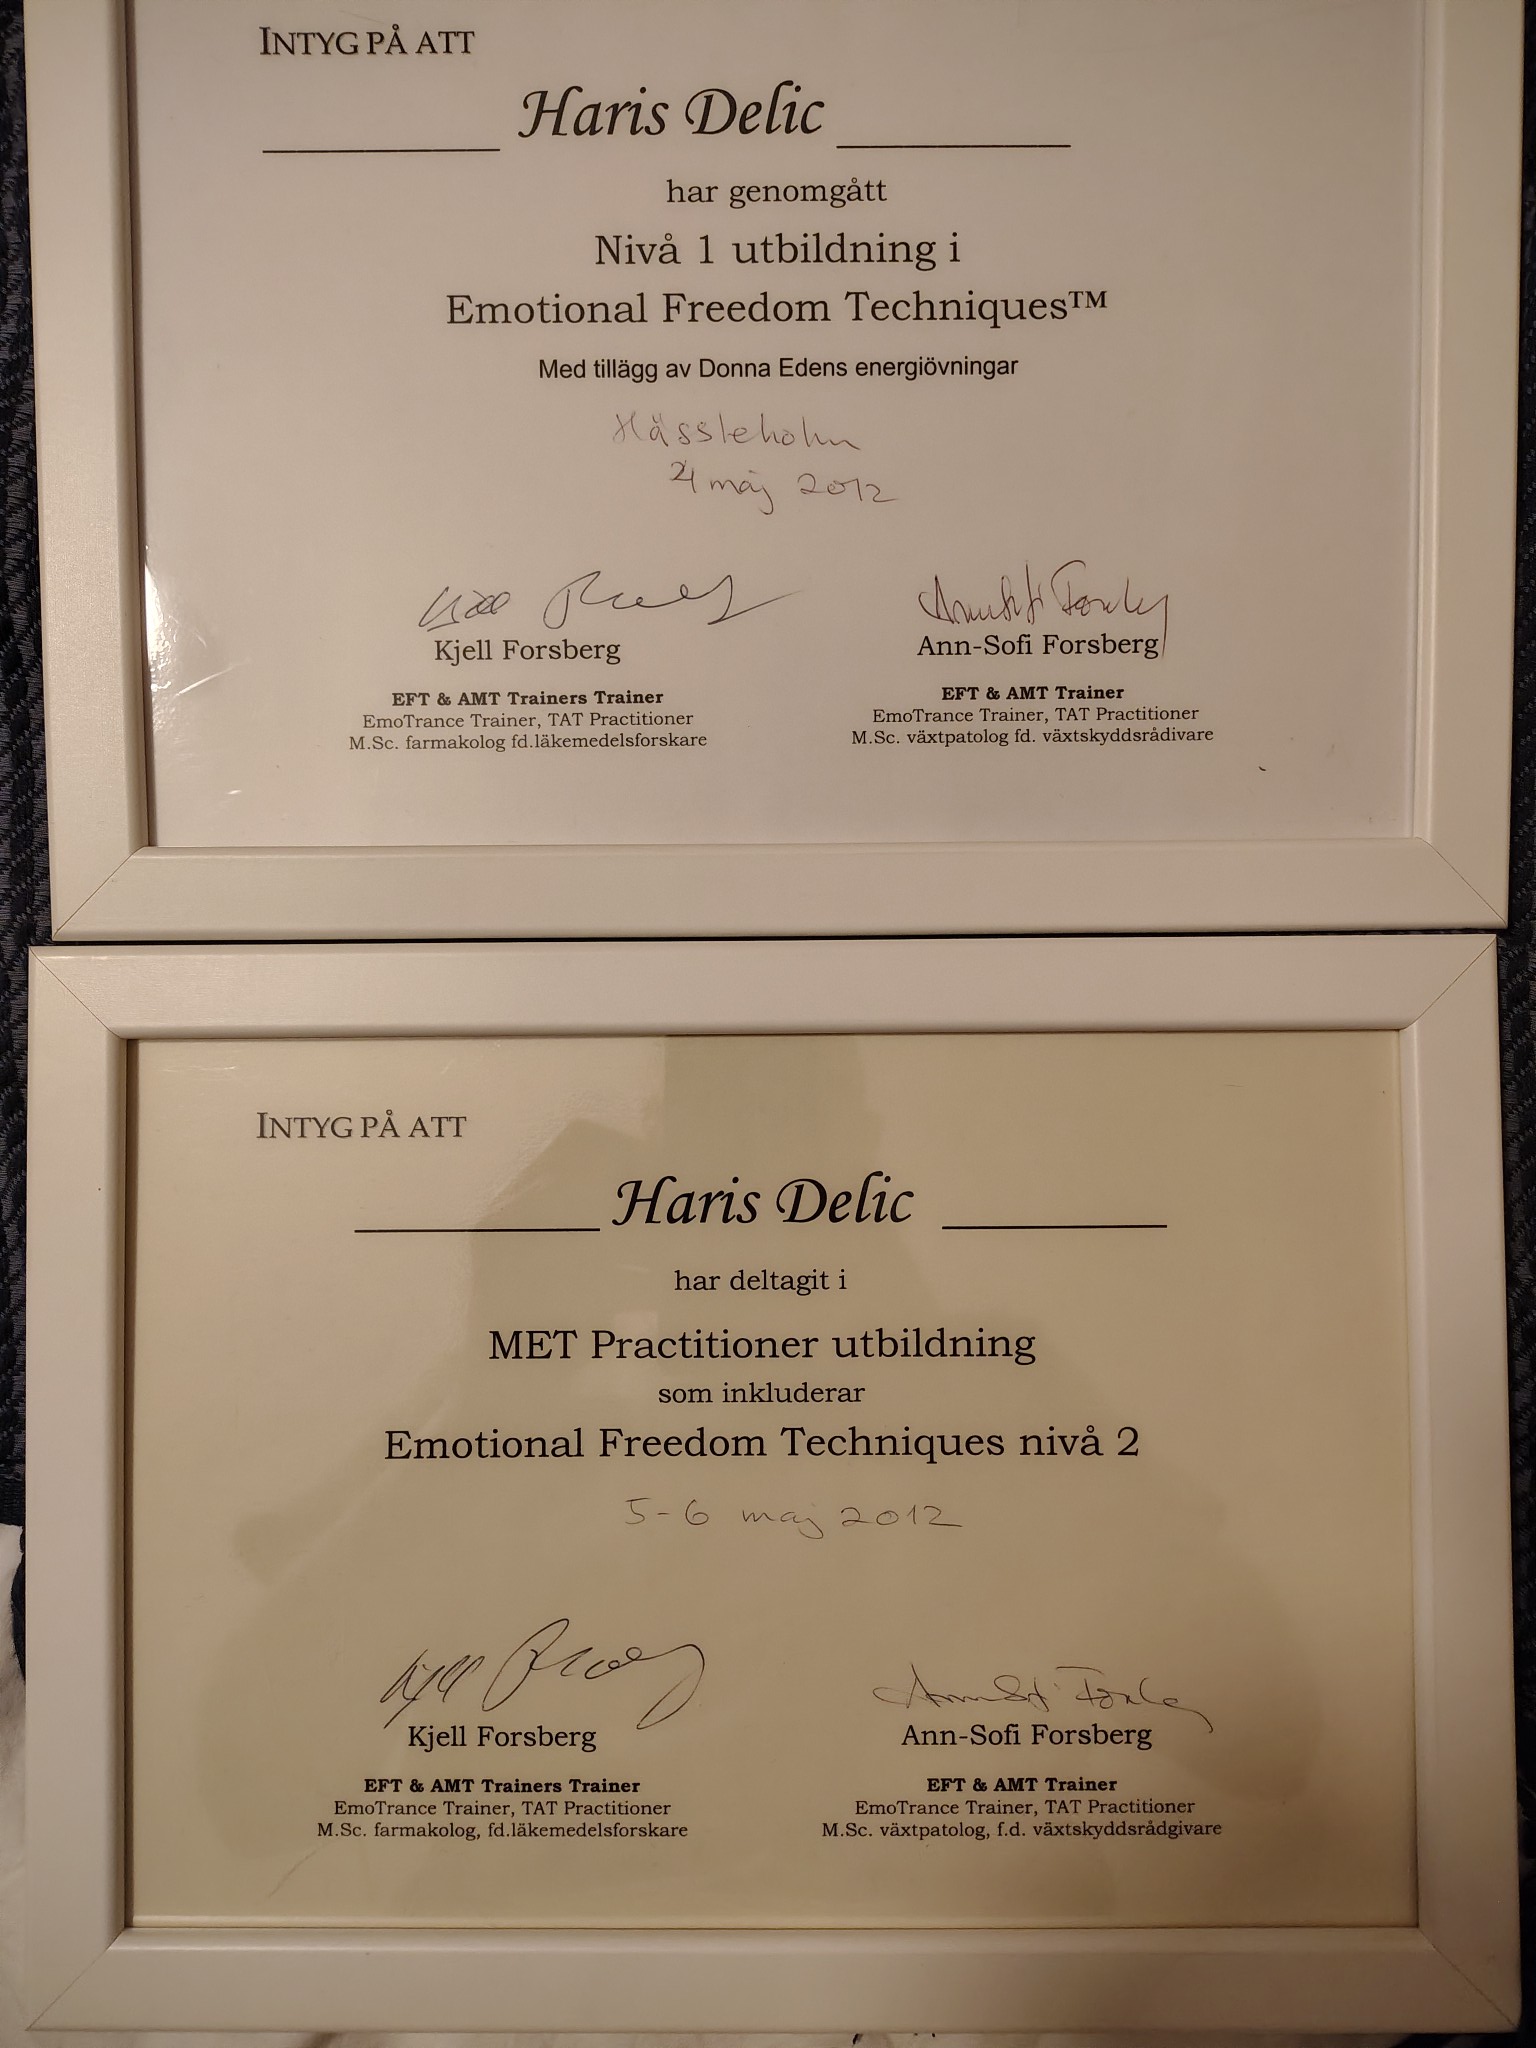 INTYG PÅ ATT
Haris Delic
har genomgått
Nivå 1 utbildning i
Emotional Freedom Techniques™
Med tillägg av Donna Edens energiövningar
Hässleholm
4 maj 2012
Kjell Forsberg
Ann-Sofi Forsberg
EFT & AMT Trainers Trainer
EmoTrance Trainer, TAT Practitioner
M.Sc. farmakolog fd.läkemedelsforskare
EFT & AMT Trainer
EmoTrance Trainer, TAT Practitioner
M.Sc. växtpatolog fd. växtskyddsrådivare
INTYG PÅ ATT
Haris Delic
har deltagit i
MET Practitioner utbildning
som inkluderar
Emotional Freedom Techniques nivå 2
5-6 maj 2012
Kjell Forsberg
Ann-Sofi Forsberg
EFT & AMT Trainers Trainer
EmoTrance Trainer, TAT Practitioner
M.Sc. farmakolog, fd.läkemedelsforskare
EFT & AMT Trainer
EmoTrance Trainer, TAT Practitioner
M.Sc. växtpatolog, f.d. växtskyddsrådgivare